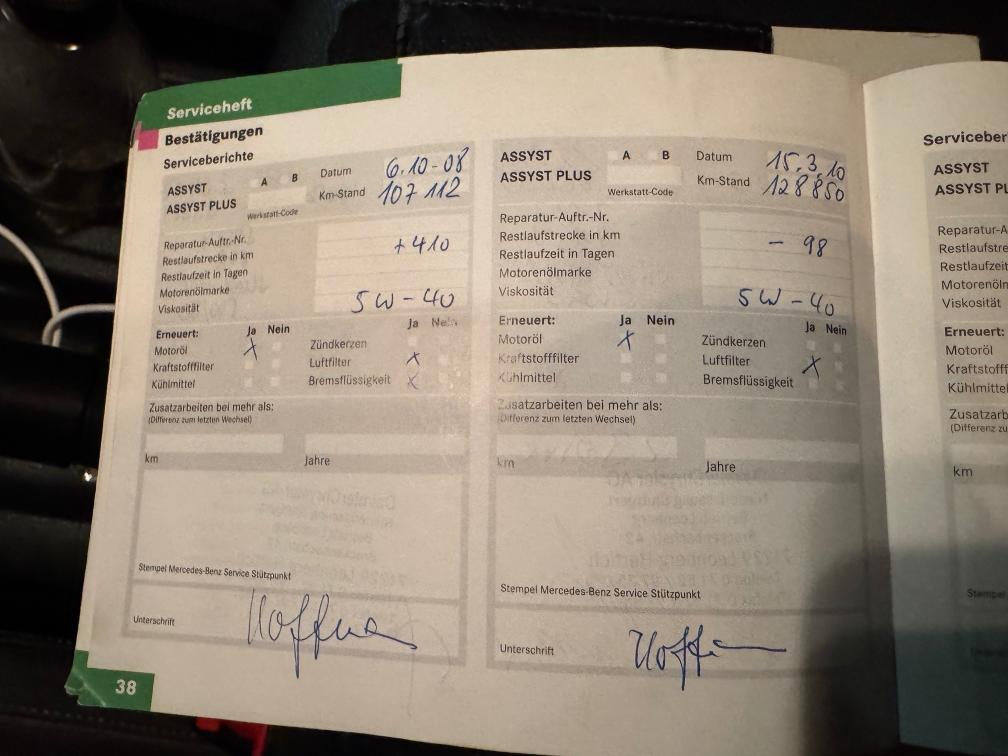 Serviceheft
Bestätigungen
Serviceberichte
ASSYST
ASSYST PLUS
A B
Werkstatt-Code
Datum 6.10-08
Km-Stand 107 112
Reparatur-Auftr.-Nr.
Restlaufstrecke in km +410
Restlaufzeit in Tagen
Motorenölmarke
Viskosität 5W-40
Erneuert: Ja Nein Ja Nein
Motoröl X Zündkerzen
Kraftstofffilter Luftfilter X
Kühlmittel Bremsflüssigkeit X
Zusatzarbeiten bei mehr als:
(Differenz zum letzten Wechsel)
km Jahre
Stempel Mercedes-Benz Service Stützpunkt
Unterschrift
38
ASSYST
ASSYST PLUS
A B
Werkstatt-Code
Datum 15.3.10
Km-Stand 128850
Reparatur-Auftr.-Nr.
Restlaufstrecke in km - 98
Restlaufzeit in Tagen
Motorenölmarke
Viskosität 5W-40
Erneuert: Ja Nein Ja Nein
Motoröl X Zündkerzen
Kraftstofffilter Luftfilter X
Kühlmittel Bremsflüssigkeit
Zusatzarbeiten bei mehr als:
(Differenz zum letzten Wechsel)
km Jahre
Stempel Mercedes-Benz Service Stützpunkt
Unterschrift
Serviceber
ASSYST
ASSYST PL
Reparatur-A
Restlaufstre
Restlaufzeit
Motorenöln
Viskosität
Erneuert:
Motoröl
Kraftstofff
Kühlmittel
Zusatzarb
(Differenz zu
km
Stempel